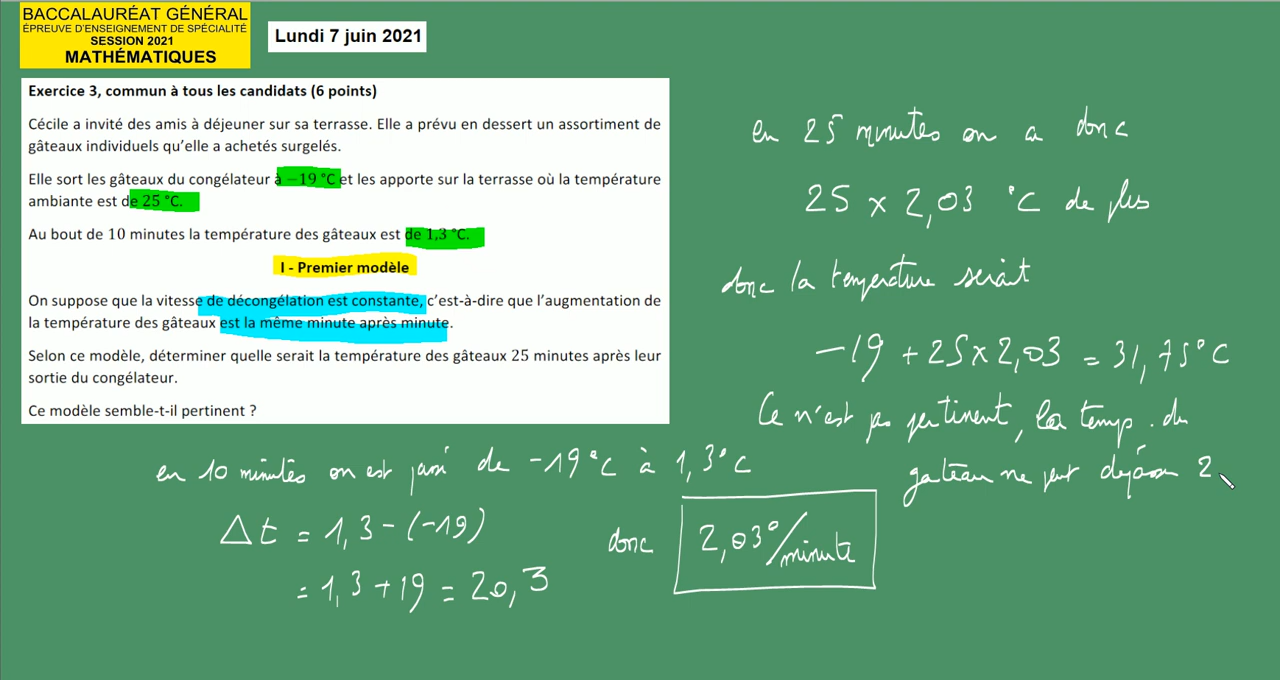 BACCALAURÉAT GÉNÉRAL
ÉPREUVE D'ENSEIGNEMENT DE SPÉCIALITÉ
SESSION 2021
MATHÉMATIQUES
Lundi 7 juin 2021
Exercice 3, commun à tous les candidats (6 points)
Cécile a invité des amis à déjeuner sur sa terrasse. Elle a prévu en dessert un assortiment de
gâteaux individuels qu'elle a achetés surgelés.
Elle sort les gâteaux du congélateur à −19 °C et les apporte sur la terrasse où la température
ambiante est de 25 °C.
Au bout de 10 minutes la température des gâteaux est de 1,3 °C.
I - Premier modèle
On suppose que la vitesse de décongélation est constante, c'est-à-dire que l'augmentation de
la température des gâteaux est la même minute après minute.
Selon ce modèle, déterminer quelle serait la température des gâteaux 25 minutes après leur
sortie du congélateur.
Ce modèle semble-t-il pertinent ?
en 10 minutes on est passé de -19°C à 1,3°C
Δt = 1,3-(-19)
= 1,3+19 = 20,3
donc 2,03°/minute
en 25 minutes on a donc
25 x 2,03 °C de plus
donc la température serait
-19 + 25x2,03 = 31,75°C
Ce n'est pas pertinent, la temp. du
gateau ne peut dépasser 2